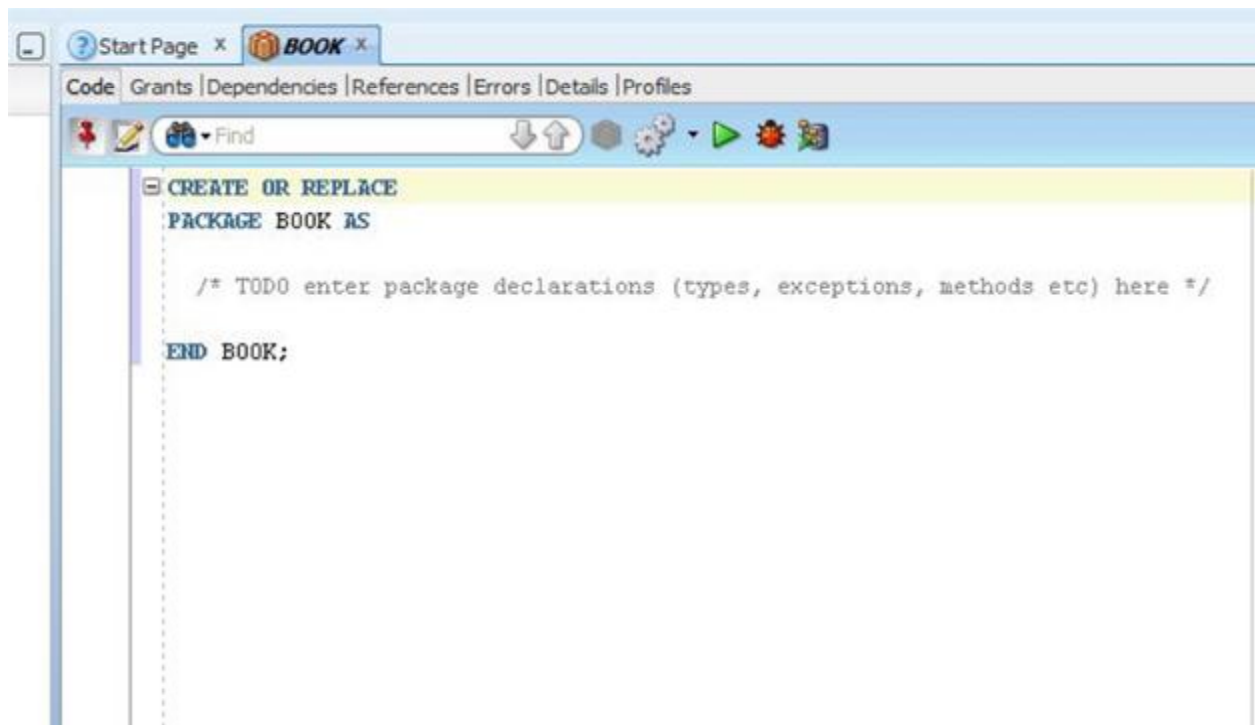 Start Page x BOOK x
Code Grants |Dependencies |References |Errors |Details |Profiles
Find
CREATE OR REPLACE
PACKAGE BOOK AS
/* TODO enter package declarations (types, exceptions, methods etc) here */
END BOOK;